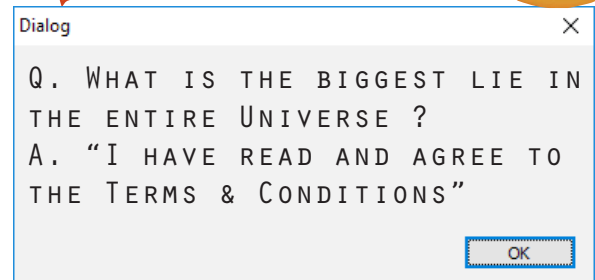 Dialog
Q. What is the biggest lie in
the entire Universe ?
A. “I have read and agree to
the Terms & Conditions”
OK